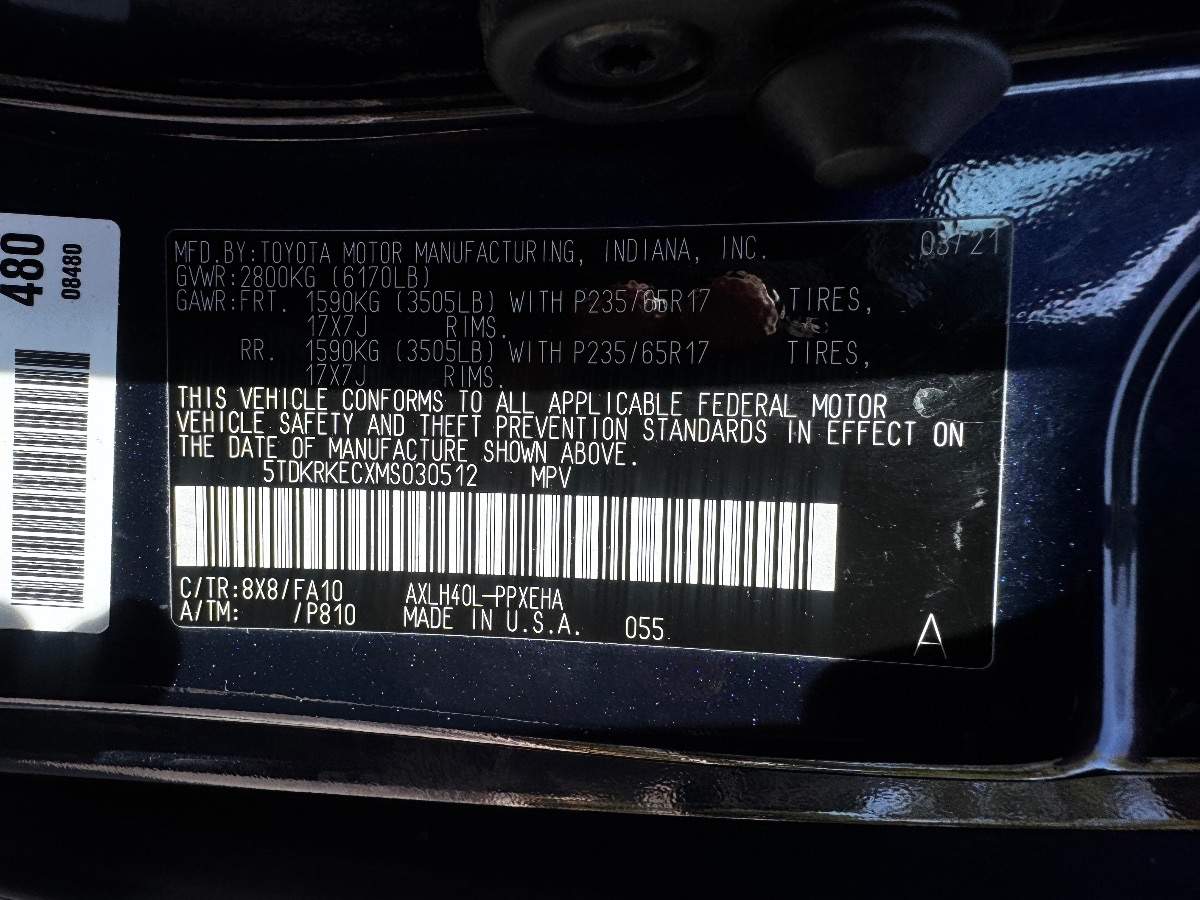 480
08480
MFD.BY:TOYOTA MOTOR MANUFACTURING, INDIANA, INC. 03/21
GVWR:2800KG (6170LB)
GAWR:FRT. 1590KG (3505LB) WITH P235/65R17 TIRES,
17X7J RIMS.
RR. 1590KG (3505LB) WITH P235/65R17 TIRES,
17X7J RIMS.
THIS VEHICLE CONFORMS TO ALL APPLICABLE FEDERAL MOTOR
VEHICLE SAFETY AND THEFT PREVENTION STANDARDS IN EFFECT ON
THE DATE OF MANUFACTURE SHOWN ABOVE.
5TDKRKECXMS030512 MPV
C/TR:8X8/FA10 AXLH40L-PPXEHA
A/TM: /P810 MADE IN U.S.A. 055
A